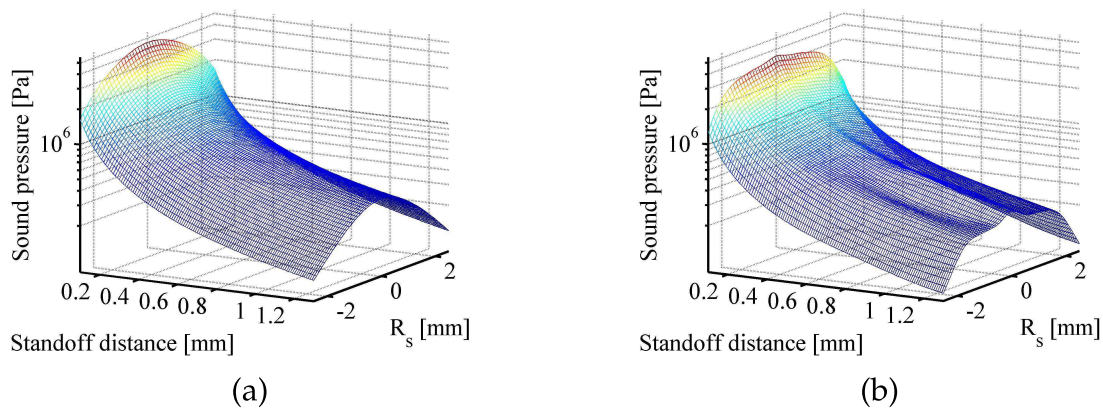 Sound pressure [Pa]
10^6
0.2 0.4 0.6 0.8 1 1.2
-2 0 2
Standoff distance [mm]
R_s [mm]
(a)
Sound pressure [Pa]
10^6
0.2 0.4 0.6 0.8 1 1.2
-2 0 2
Standoff distance [mm]
R_s [mm]
(b)